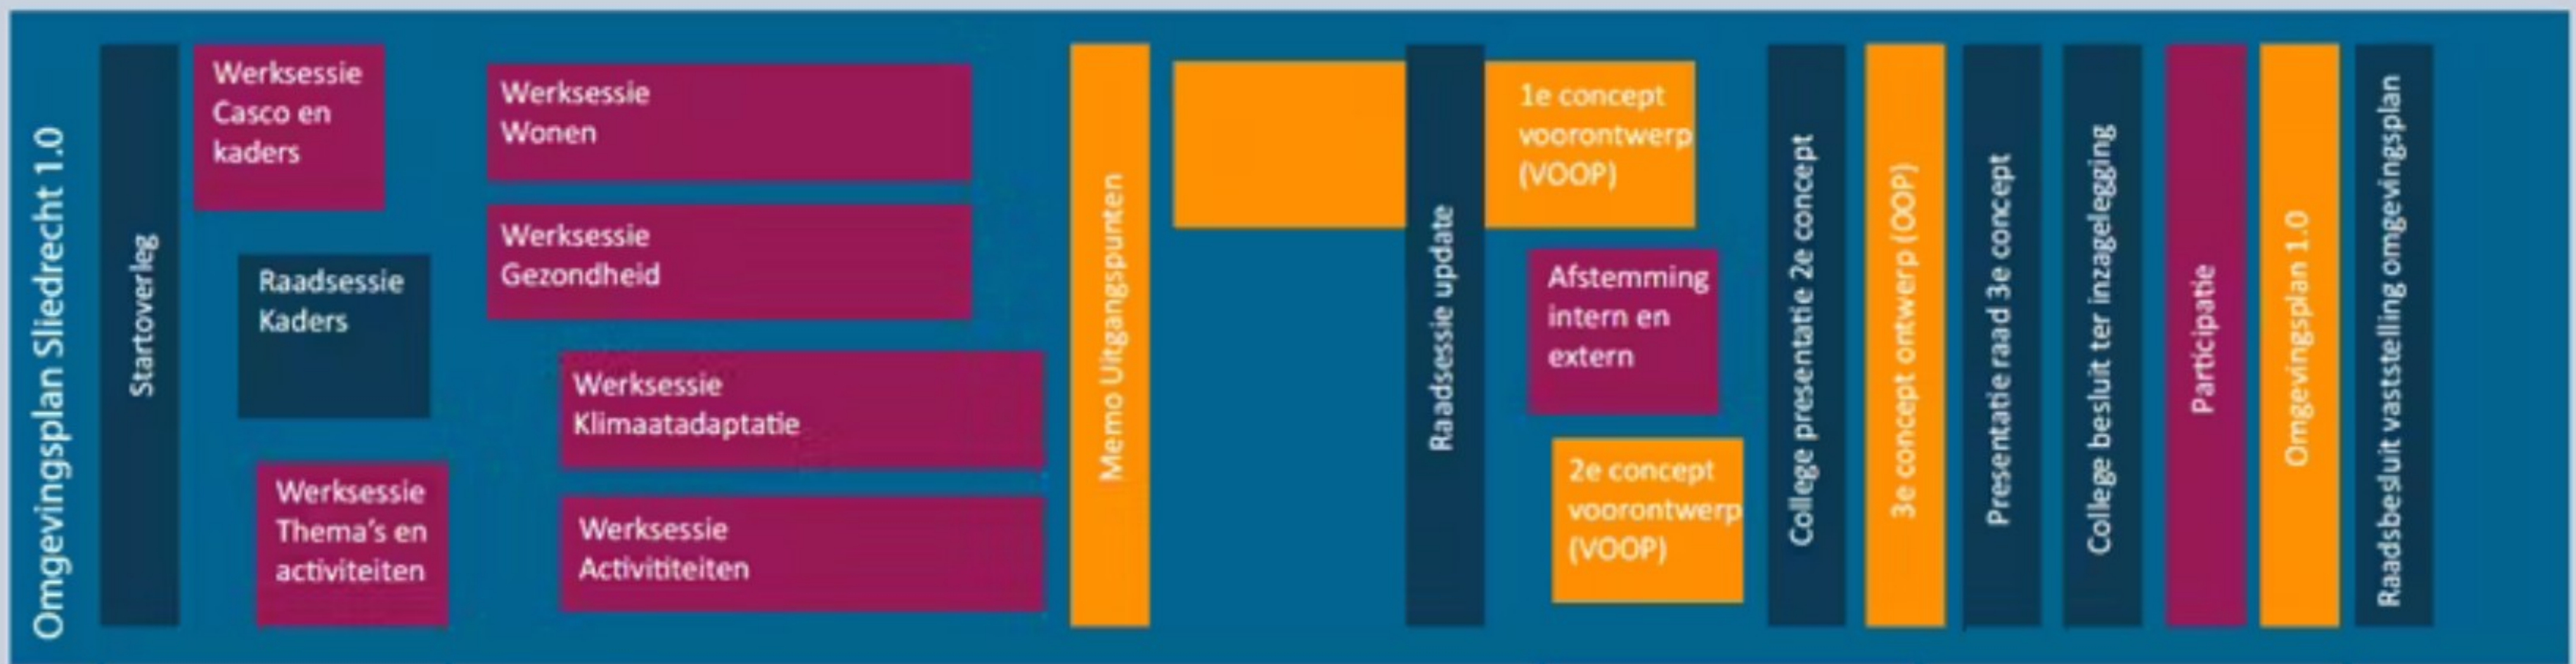 Omgevingsplan Sliedrecht 1.0
Startoverleg
Werksessie
Casco en
kaders
Raadsessie
Kaders
Werksessie
Thema's en
activiteiten
Werksessie
Wonen
Werksessie
Gezondheid
Werksessie
Klimaatadaptatie
Werksessie
Activititeiten
Memo Uitgangspunten
Raadsessie update
1e concept
voorontwerp
(VOOP)
Afstemming
intern en
extern
2e concept
voorontwerp
(VOOP)
College presentatie 2e concept
3e concept ontwerp (OOP)
Presentatie raad 3e concept
College besluit ter inzagelegging
Participatie
Omgevingsplan 1.0
Raadsbesluit vaststelling omgevingsplan